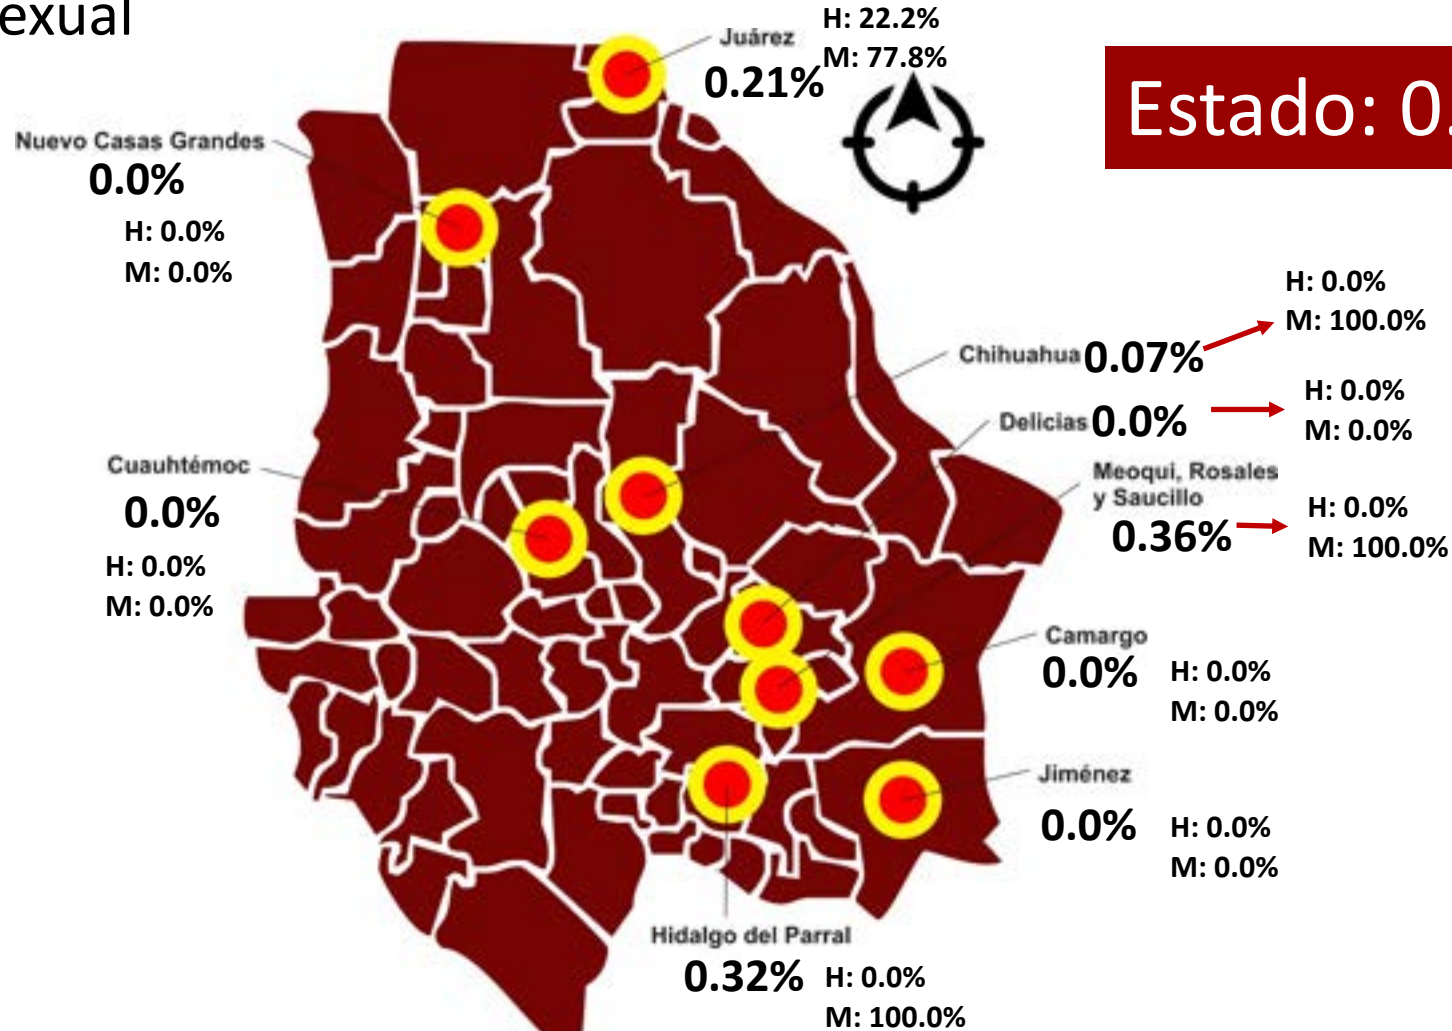 Juárez
0.21%
H: 22.2%
M: 77.8%
Nuevo Casas Grandes
0.0%
H: 0.0%
M: 0.0%
Estado:
Chihuahua 0.07%
H: 0.0%
M: 100.0%
Delicias 0.0%
H: 0.0%
M: 0.0%
Cuauhtémoc
0.0%
H: 0.0%
M: 0.0%
Meoqui, Rosales
y Saucillo
0.36%
H: 0.0%
M: 100.0%
Camargo
0.0%
H: 0.0%
M: 0.0%
Jiménez
0.0%
H: 0.0%
M: 0.0%
Hidalgo del Parral
0.32%
H: 0.0%
M: 100.0%